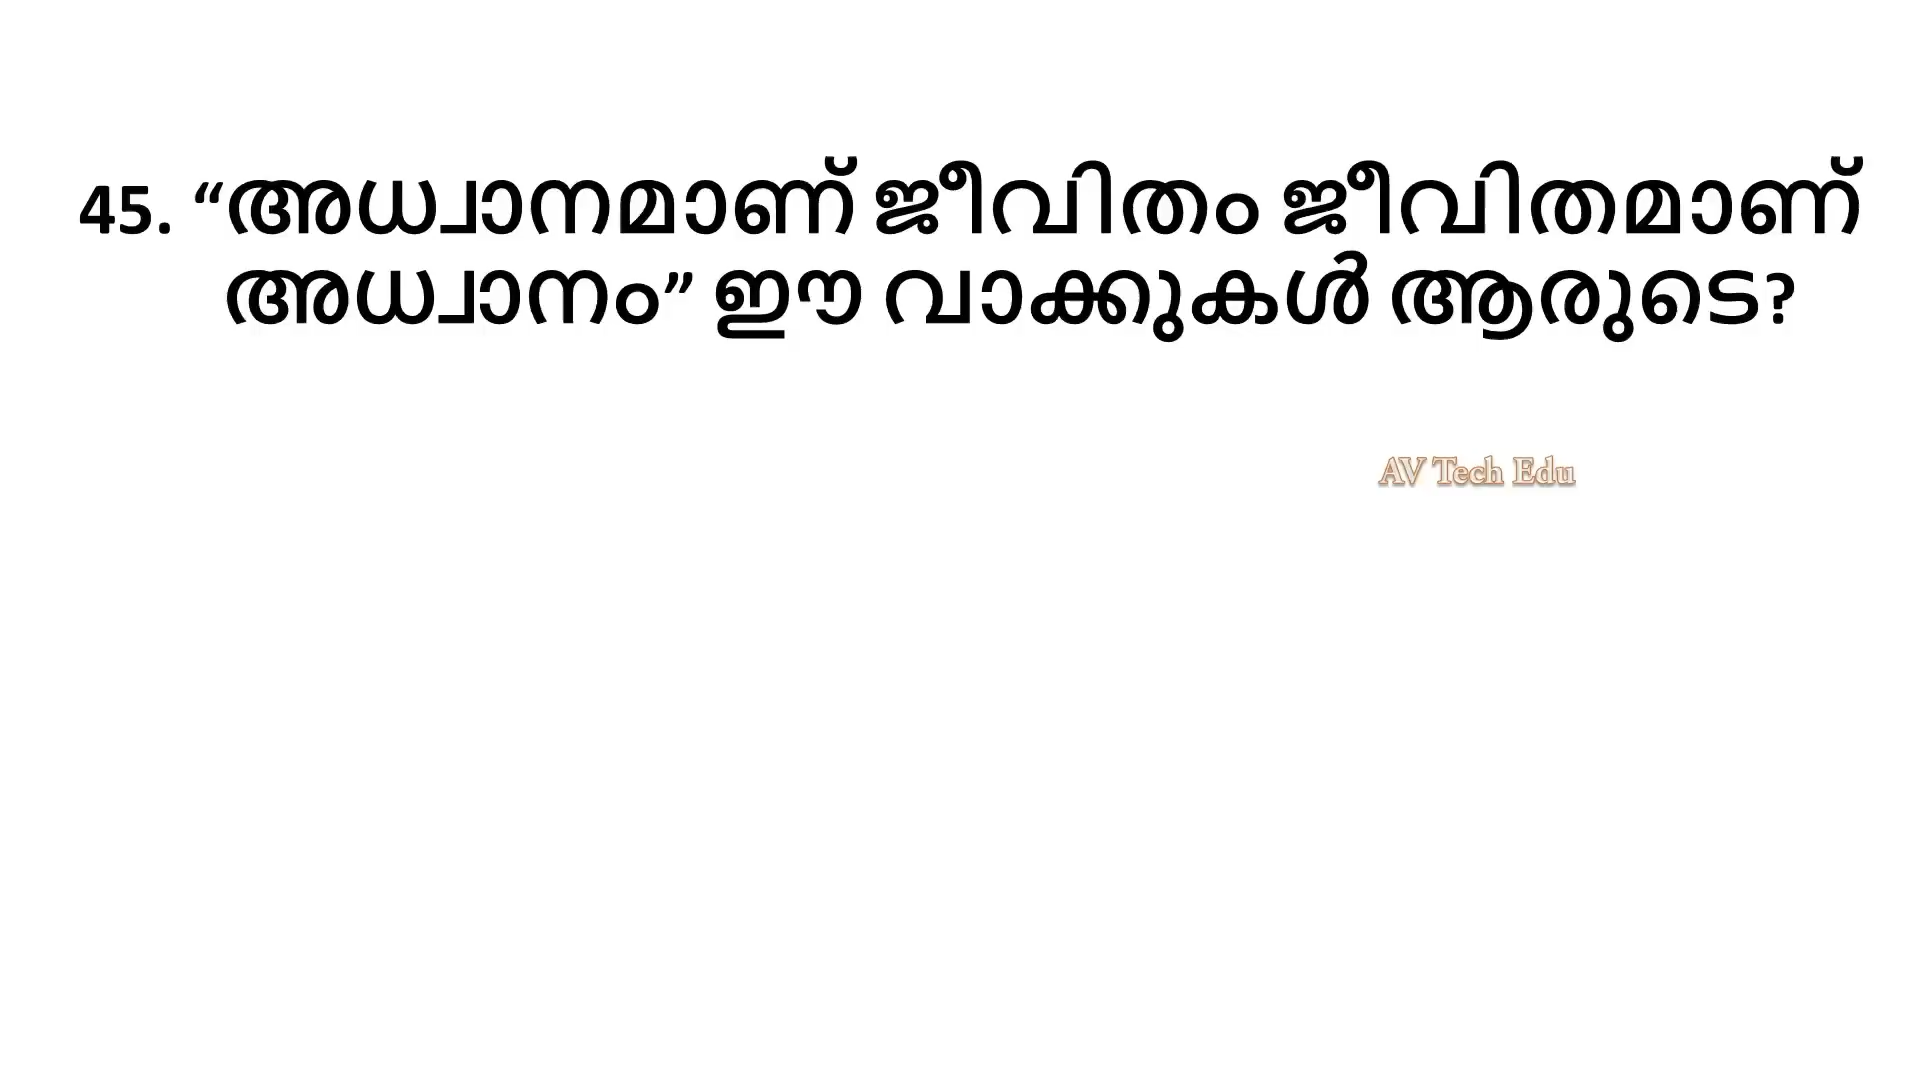 45. “അധ്വാനമാണ് ജീവിതം ജീവിതമാണ്
അധ്വാനം” ഈ വാക്കുകൾ ആരുടെ?
AV Tech Edu